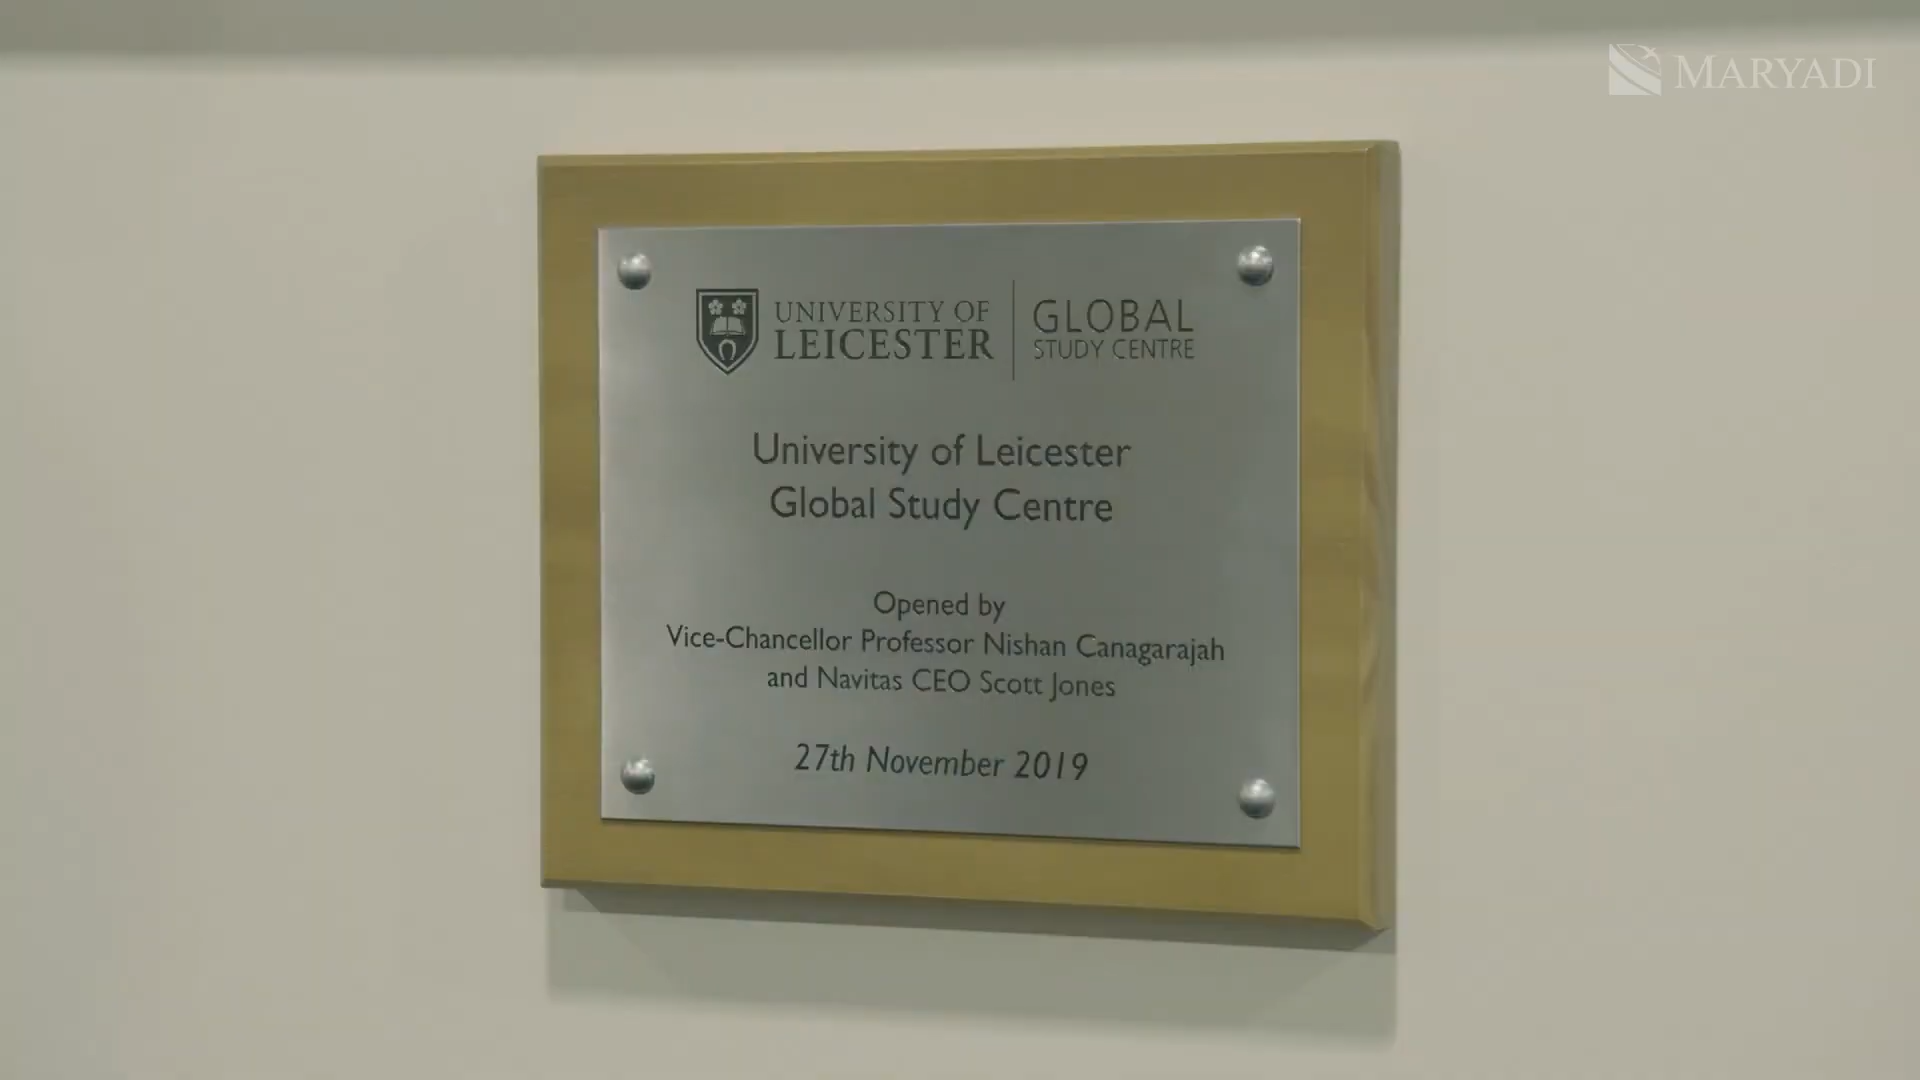 MARYADI
UNIVERSITY OF
LEICESTER
GLOBAL
STUDY CENTRE
University of Leicester
Global Study Centre
Opened by
Vice-Chancellor Professor Nishan Canagarajah
and Navitas CEO Scott Jones
27th November 2019